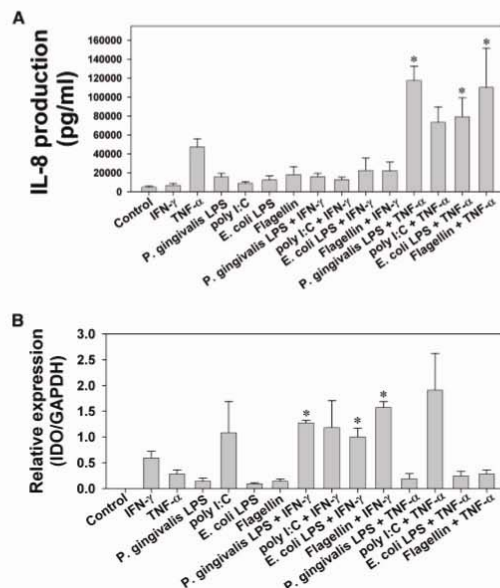 A
IL-8 production
(pg/ml)
160000
140000
120000
100000
80000
60000
40000
20000
0
* * *
Control
IFN-γ
TNF-α
P. gingivalis LPS
poly I:C
E. coli LPS
Flagellin
P. gingivalis LPS + IFN-γ
poly I:C + IFN-γ
E. coli LPS + IFN-γ
Flagellin + IFN-γ
P. gingivalis LPS + TNF-α
poly I:C + TNF-α
E. coli LPS + TNF-α
Flagellin + TNF-α
B
Relative expression
(IDO/GAPDH)
3.0
2.5
2.0
1.5
1.0
0.5
0.0
* * *
Control
IFN-γ
TNF-α
P. gingivalis LPS
poly I:C
E. coli LPS
Flagellin
P. gingivalis LPS + IFN-γ
poly I:C + IFN-γ
E. coli LPS + IFN-γ
Flagellin + IFN-γ
P. gingivalis LPS + TNF-α
poly I:C + TNF-α
E. coli LPS + TNF-α
Flagellin + TNF-α